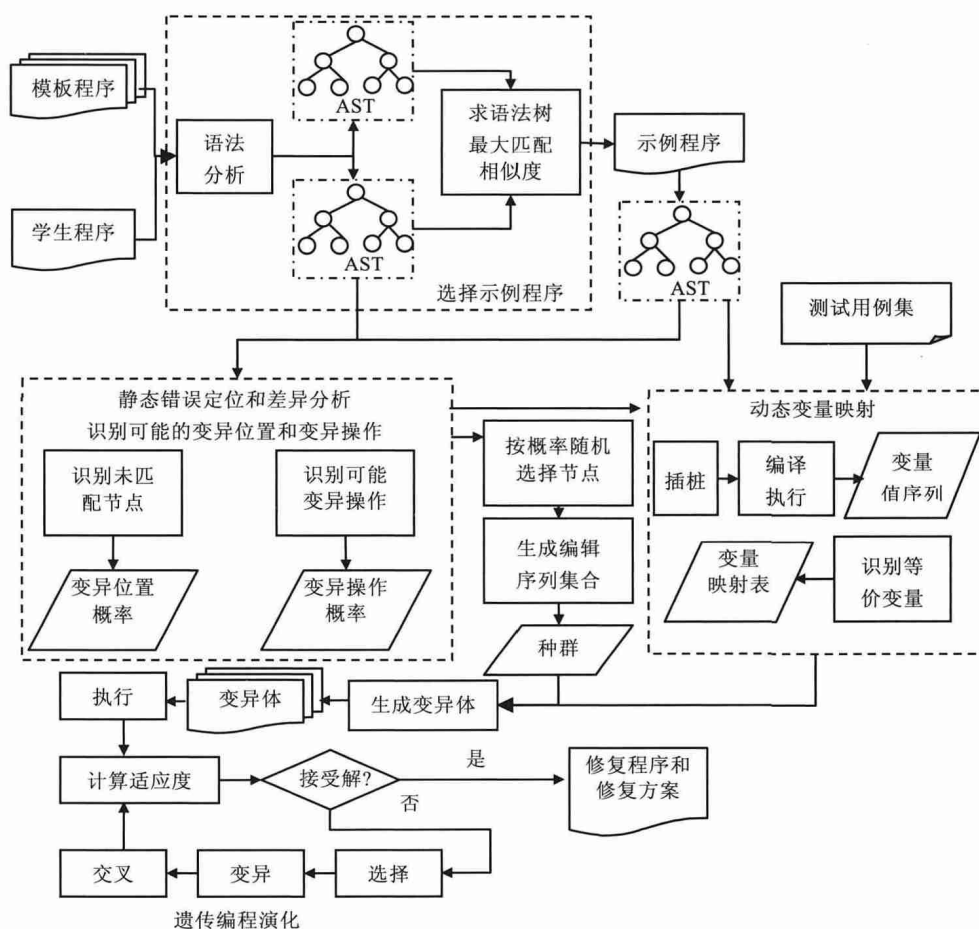 模板程序
学生程序
语法
分析
AST
AST
求语法树
最大匹配
相似度
选择示例程序
示例程序
AST
测试用例集
静态错误定位和差异分析
识别可能的变异位置和变异操作
识别未匹
配节点
识别可能
变异操作
变异位置
概率
变异操作
概率
按概率随机
选择节点
生成编辑
序列集合
种群
动态变量映射
插桩
编译
执行
变量
值序列
变量
映射表
识别等
价变量
执行
变异体
生成变异体
计算适应度
接受解?
是
否
修复程序和
修复方案
交叉
变异
选择
遗传编程演化